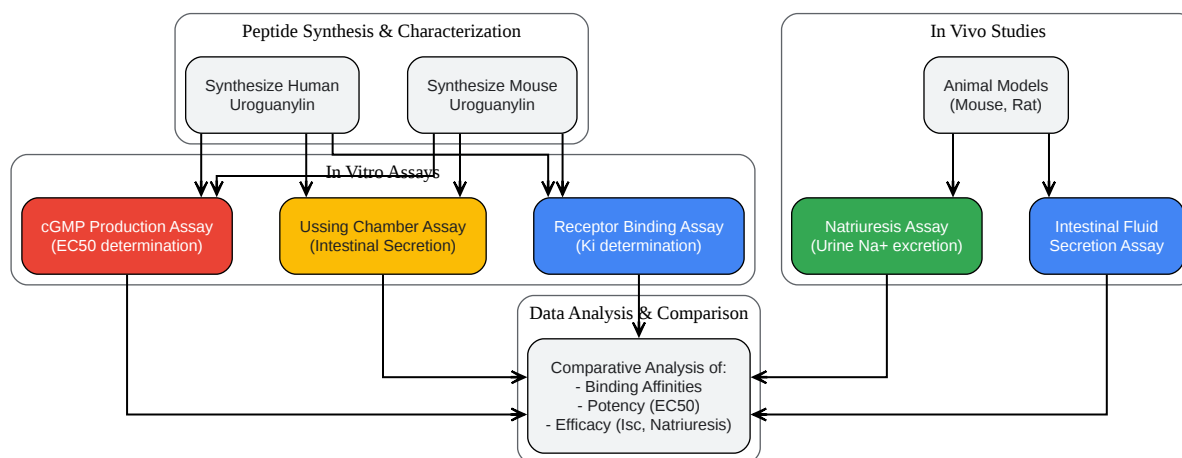 Peptide Synthesis & Characterization
Synthesize Human
Uroguanylin
Synthesize Mouse
Uroguanylin
In Vivo Studies
Animal Models
(Mouse, Rat)
In Vitro Assays
cGMP Production Assay
(EC50 determination)
Ussing Chamber Assay
(Intestinal Secretion)
Receptor Binding Assay
(Ki determination)
Natriuresis Assay
(Urine Na+ excretion)
Intestinal Fluid
Secretion Assay
Data Analysis & Comparison
Comparative Analysis of:
- Binding Affinities
- Potency (EC50)
- Efficacy (Isc, Natriuresis)